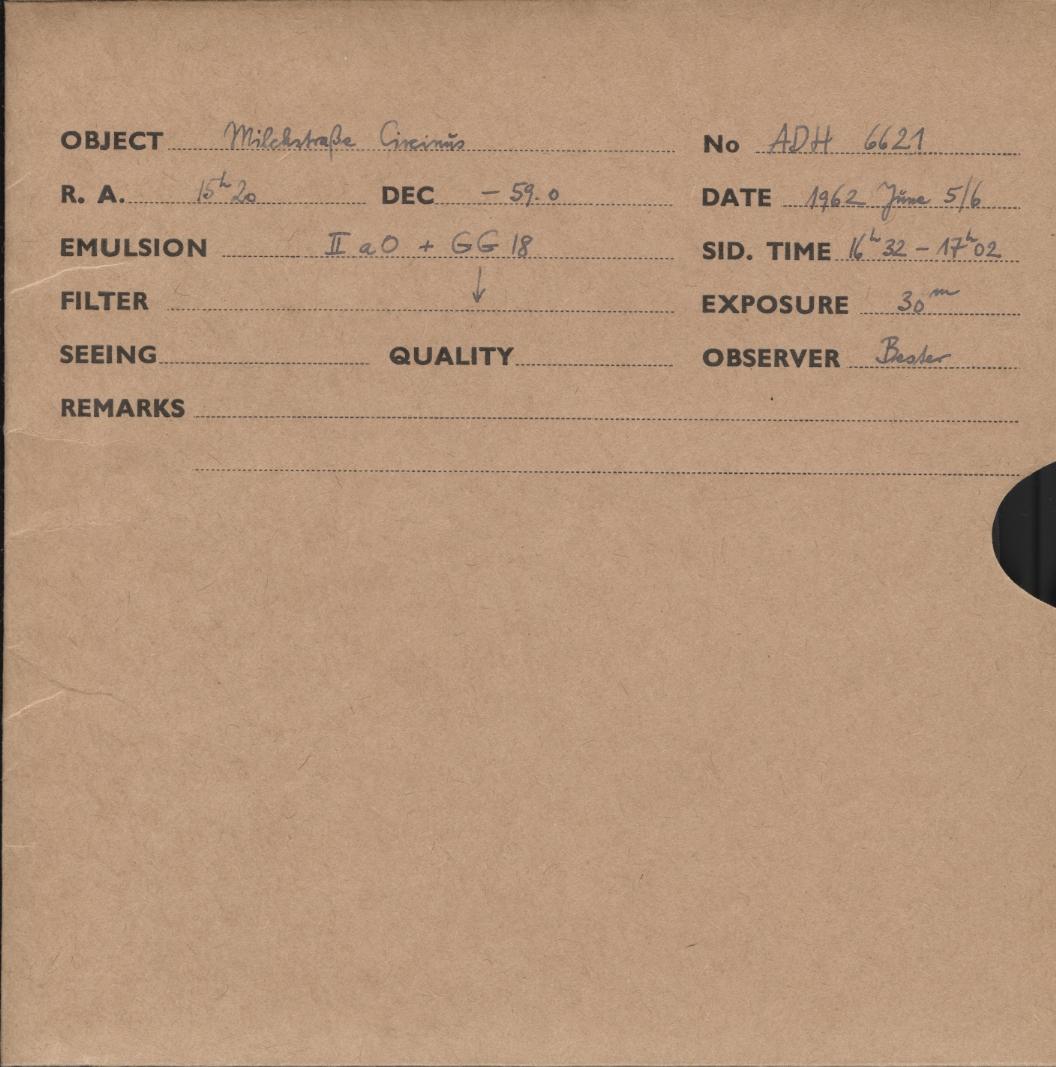 OBJECT Milchstraße Circinus No ADH 6621
R. A. 15h20 DEC - 59.0 DATE 1962 June 5/6
EMULSION II a O + GG 18 SID. TIME 16h32 - 17h02
FILTER ↓ EXPOSURE 30m
SEEING QUALITY OBSERVER Bester
REMARKS